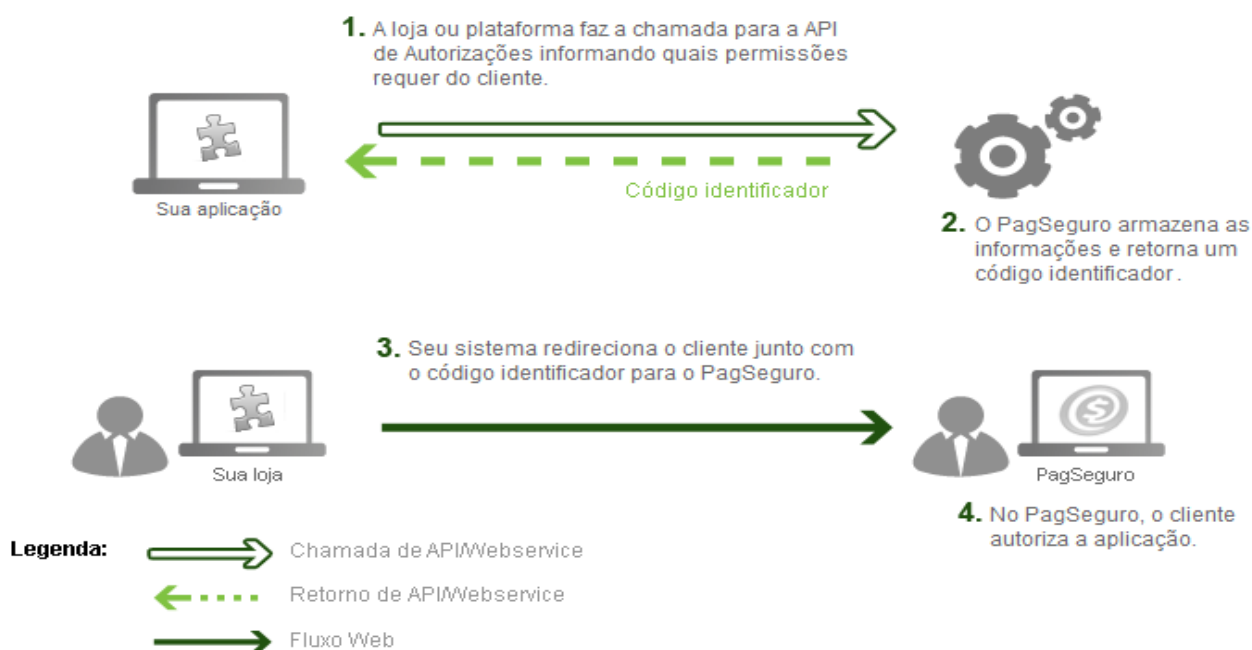 1. A loja ou plataforma faz a chamada para a API
de Autorizações informando quais permissões
requer do cliente.
Código identificador
Sua aplicação
2. O PagSeguro armazena as
informações e retorna um
código identificador.
3. Seu sistema redireciona o cliente junto com
o código identificador para o PagSeguro.
Sua loja
PagSeguro
4. No PagSeguro, o cliente
autoriza a aplicação.
Legenda:
Chamada de API/Webservice
Retorno de API/Webservice
Fluxo Web